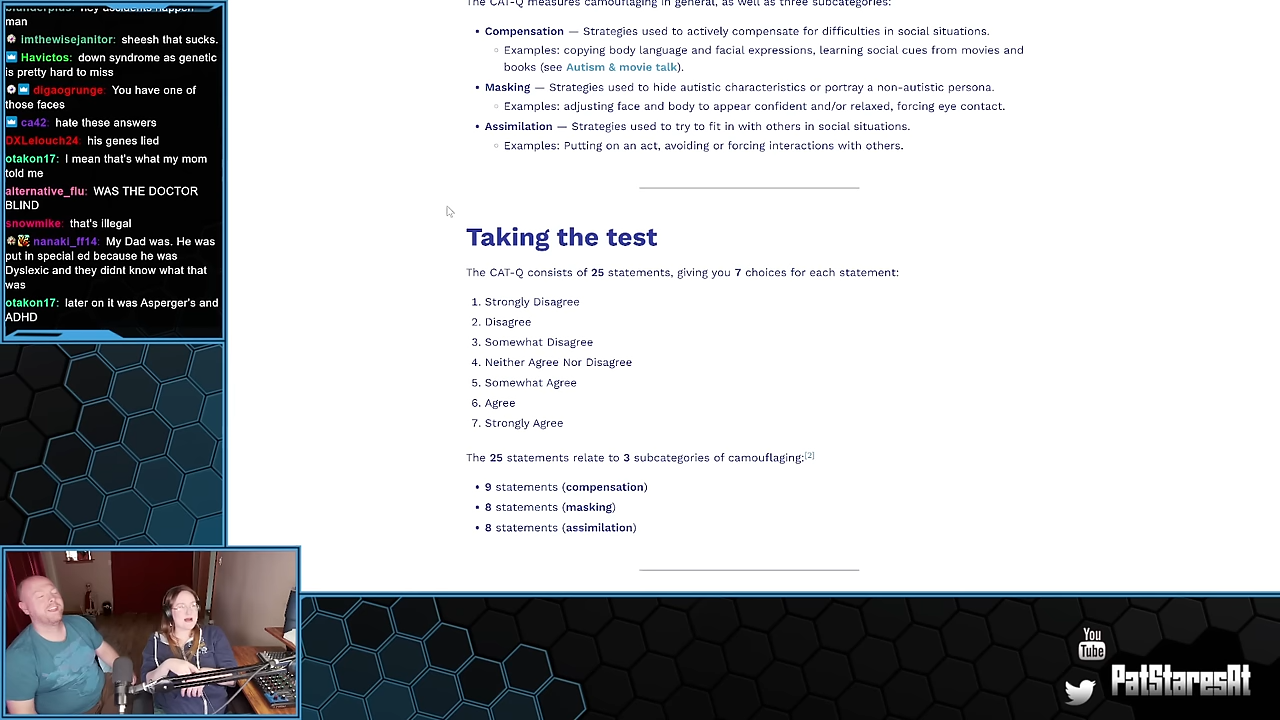 man
imthewisejanitor: sheesh that sucks.
Havictos: down syndrome as genetic
is pretty hard to miss
digaogrunge: You have one of
those faces
ca42: hate these answers
DXLelouch24: his genes lied
otakon17: I mean that's what my mom
told me
alternative_flu: WAS THE DOCTOR
BLIND
snowmike: that's illegal
nanaki_ff14: My Dad was. He was
put in special ed because he was
Dyslexic and they didnt know what that
was
otakon17: later on it was Asperger's and
ADHD
The CAT-Q measures camouflaging in general, as well as three subcategories:
• Compensation — Strategies used to actively compensate for difficulties in social situations.
Examples: copying body language and facial expressions, learning social cues from movies and
books (see Autism & movie talk).
• Masking — Strategies used to hide autistic characteristics or portray a non-autistic persona.
Examples: adjusting face and body to appear confident and/or relaxed, forcing eye contact.
• Assimilation — Strategies used to try to fit in with others in social situations.
Examples: Putting on an act, avoiding or forcing interactions with others.
Taking the test
The CAT-Q consists of 25 statements, giving you 7 choices for each statement:
1. Strongly Disagree
2. Disagree
3. Somewhat Disagree
4. Neither Agree Nor Disagree
5. Somewhat Agree
6. Agree
7. Strongly Agree
The 25 statements relate to 3 subcategories of camouflaging:[2]
• 9 statements (compensation)
• 8 statements (masking)
• 8 statements (assimilation)
You
Tube
PatStaresAt